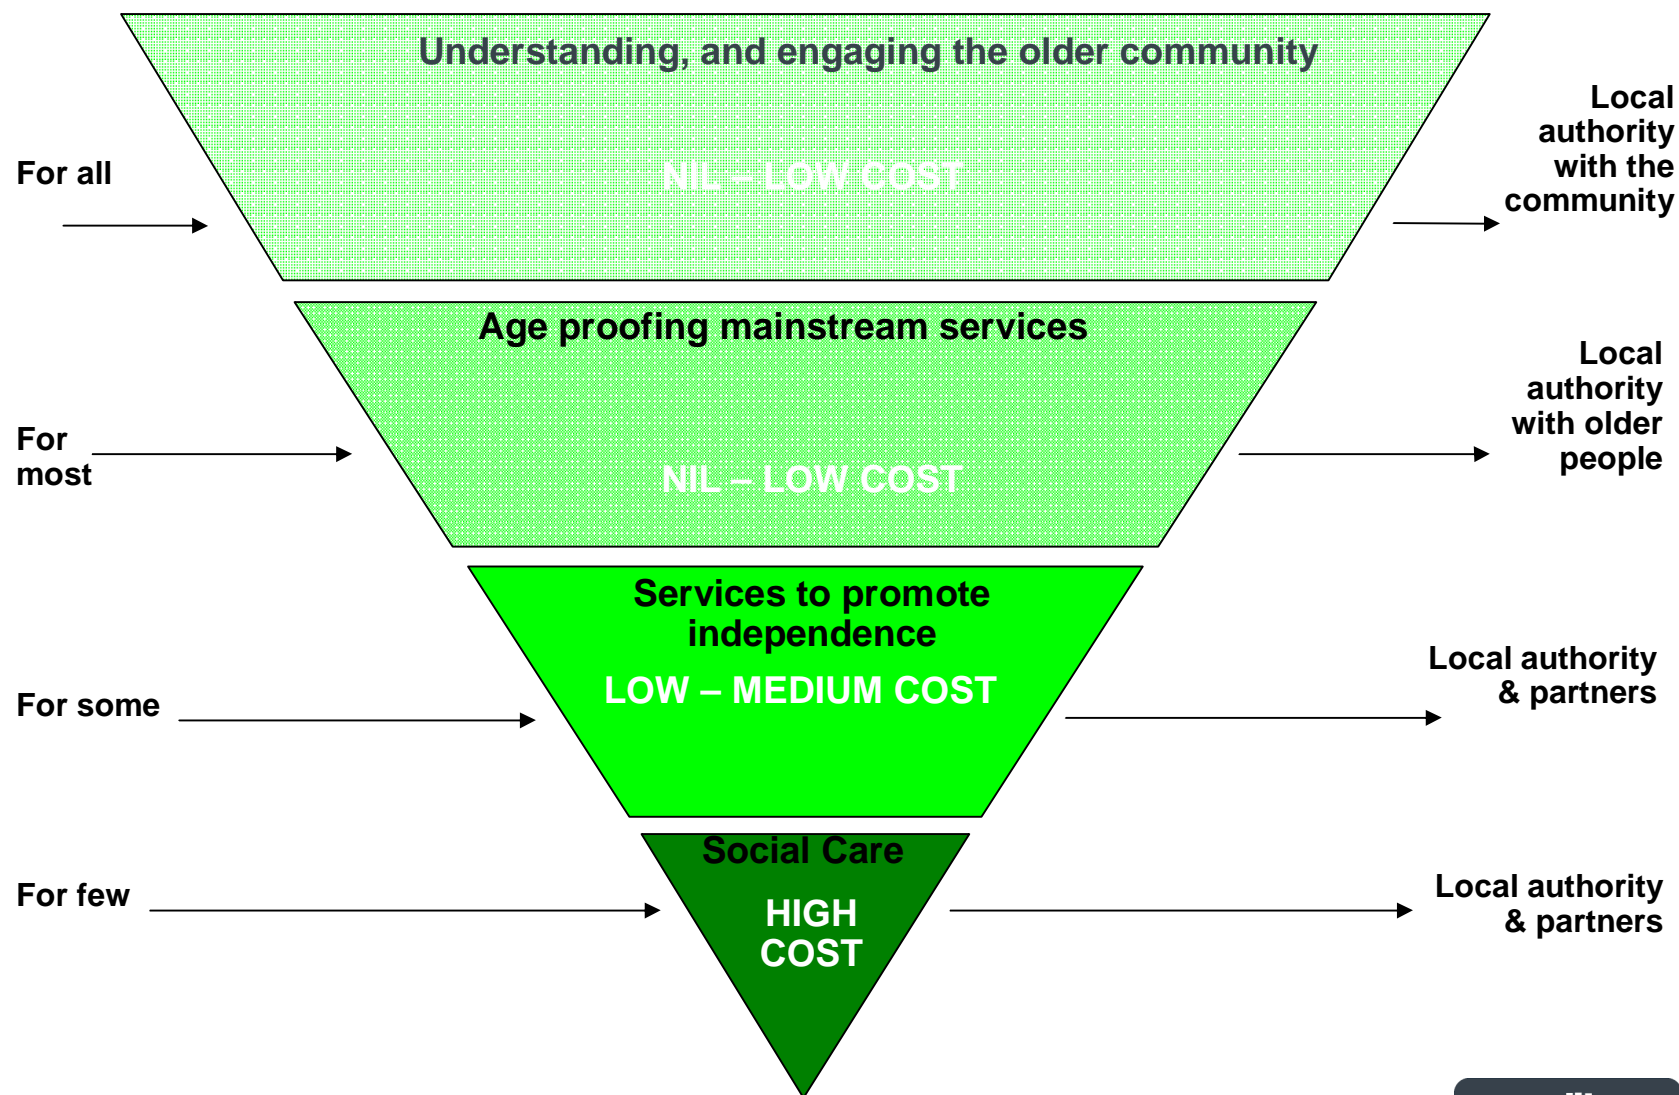 Understanding, and engaging the older community
NIL – LOW COST
For all
Local
authority
with the
community
Age proofing mainstream services
NIL – LOW COST
For
most
Local
authority
with older
people
Services to promote
independence
LOW – MEDIUM COST
For some
Local authority
& partners
Social Care
HIGH
COST
For few
Local authority
& partners